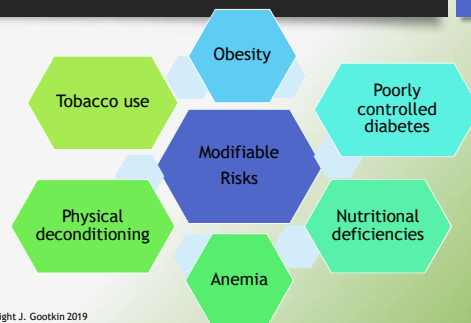 Obesity
Tobacco use
Poorly
controlled
diabetes
Modifiable
Risks
Physical
deconditioning
Nutritional
deficiencies
Anemia
ight J. Gootkin 2019